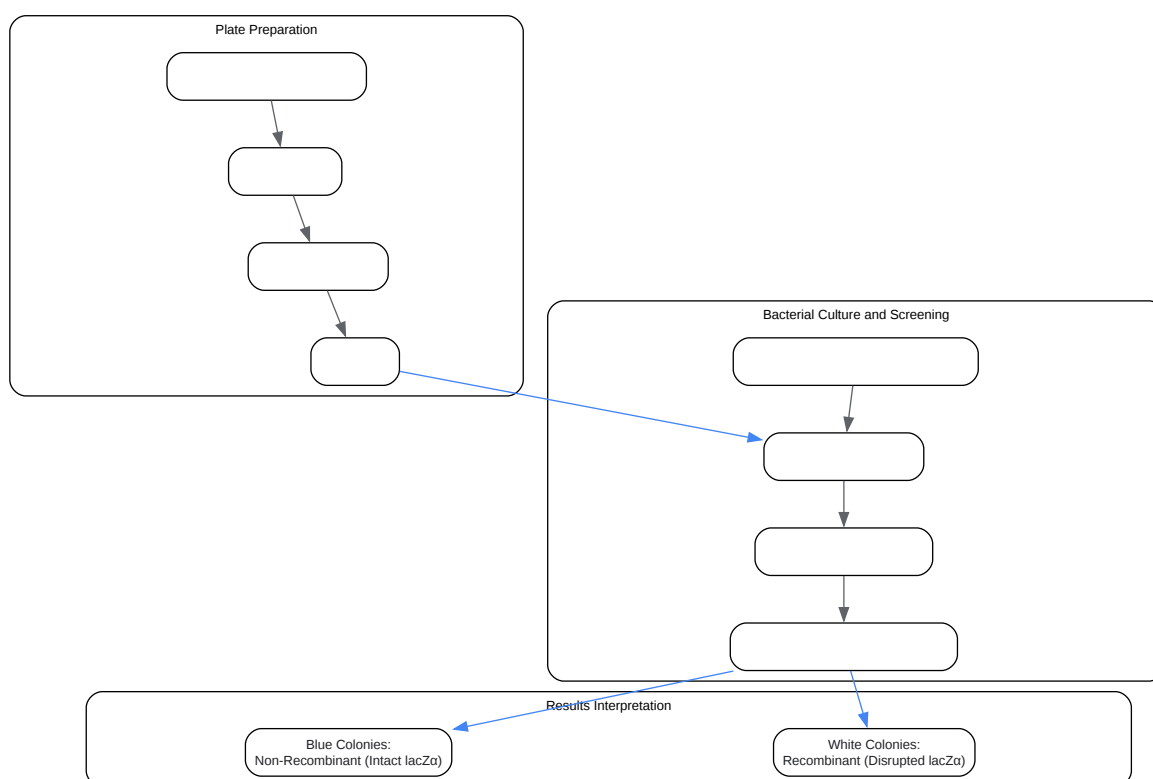 Plate Preparation
Bacterial Culture and Screening
Results Interpretation
Blue Colonies:
Non-Recombinant (Intact lacZα)
White Colonies:
Recombinant (Disrupted lacZα)